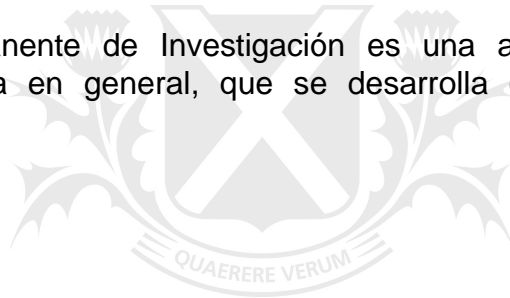 nente de Investigación es una a
en general, que se desarrolla
QUAERERE VERUM